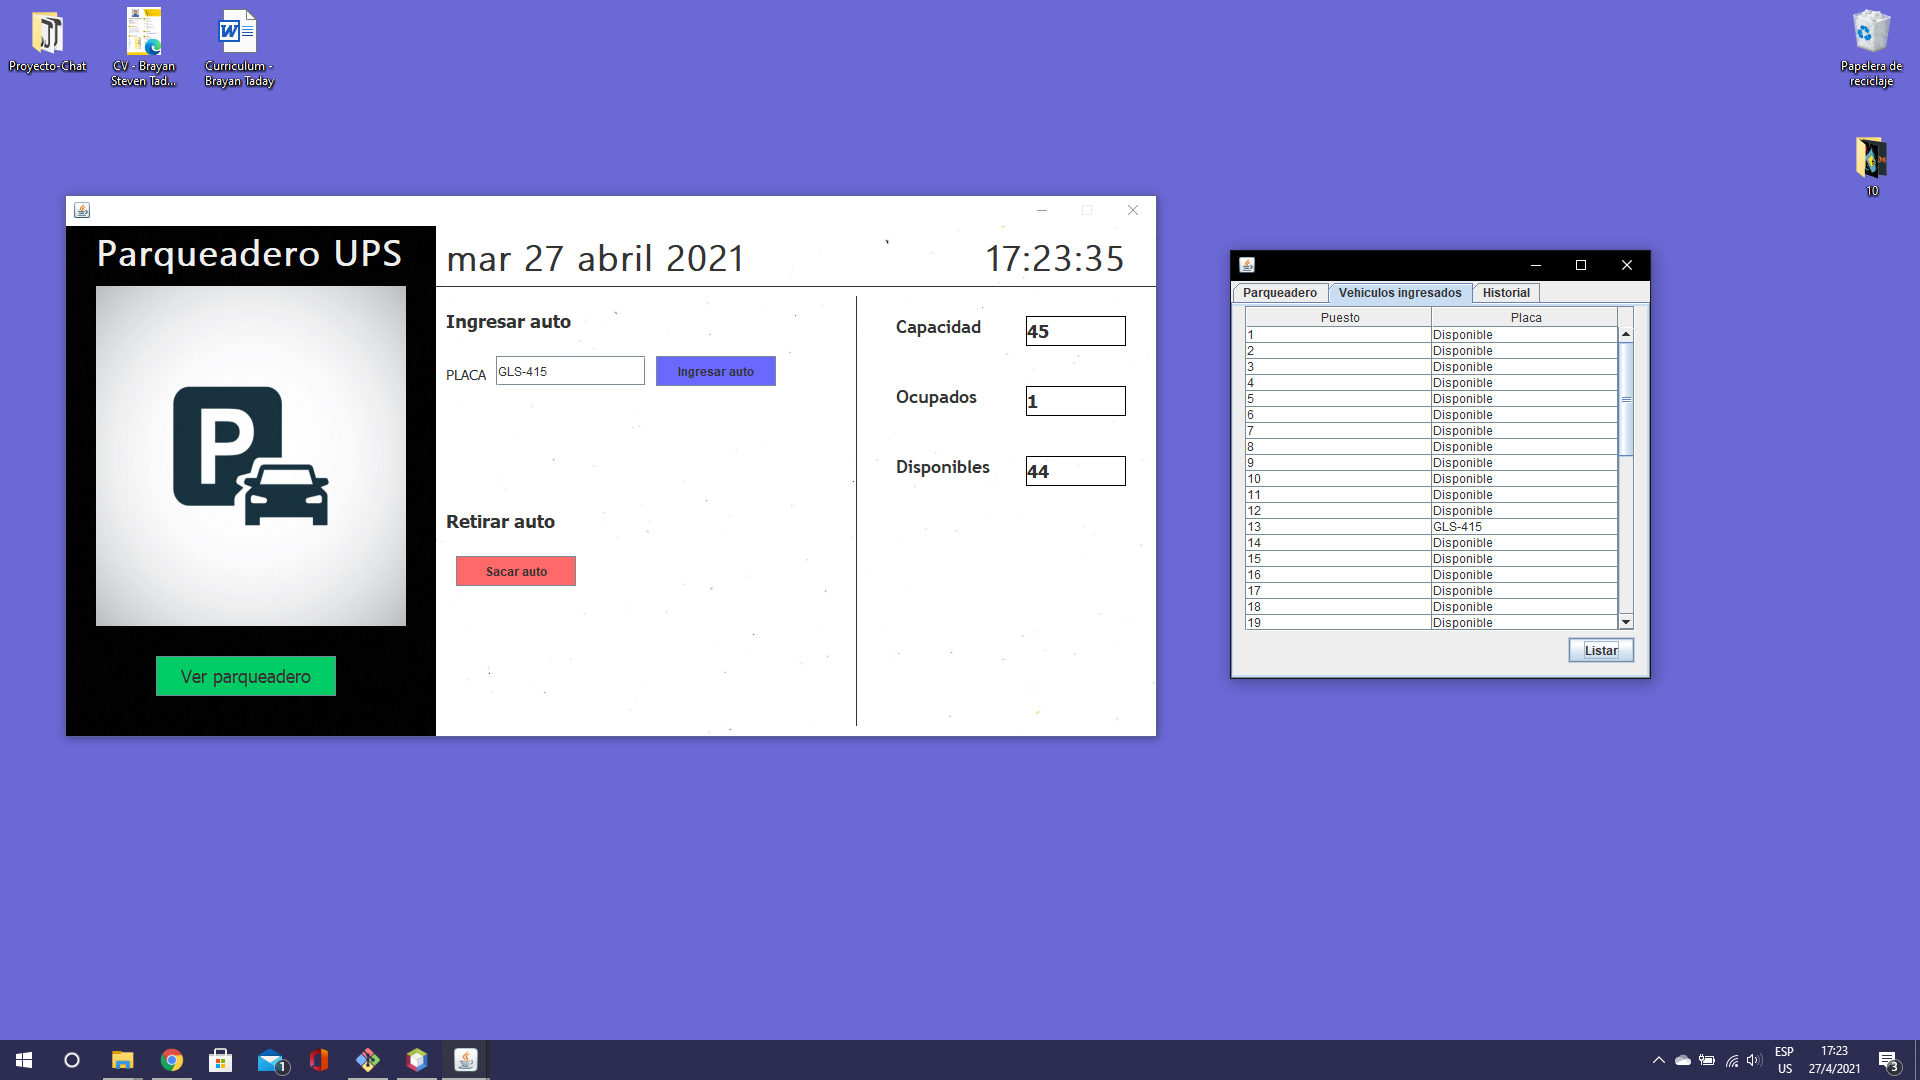 Proyecto-Chat
CV - Brayan
Steven Tad...
Curriculum -
Brayan Taday
Papelera de
reciclaje
10
Parqueadero UPS
P
Ver parqueadero
mar 27 abril 2021
17:23:35
Ingresar auto
PLACA
GLS-415
Ingresar auto
Retirar auto
Sacar auto
Capacidad
45
Ocupados
1
Disponibles
44
Parqueadero
Vehiculos ingresados
Historial
Puesto
Placa
1 Disponible
2 Disponible
3 Disponible
4 Disponible
5 Disponible
6 Disponible
7 Disponible
8 Disponible
9 Disponible
10 Disponible
11 Disponible
12 Disponible
13 GLS-415
14 Disponible
15 Disponible
16 Disponible
17 Disponible
18 Disponible
19 Disponible
Listar
1
ESP
US
17:23
27/4/2021
3